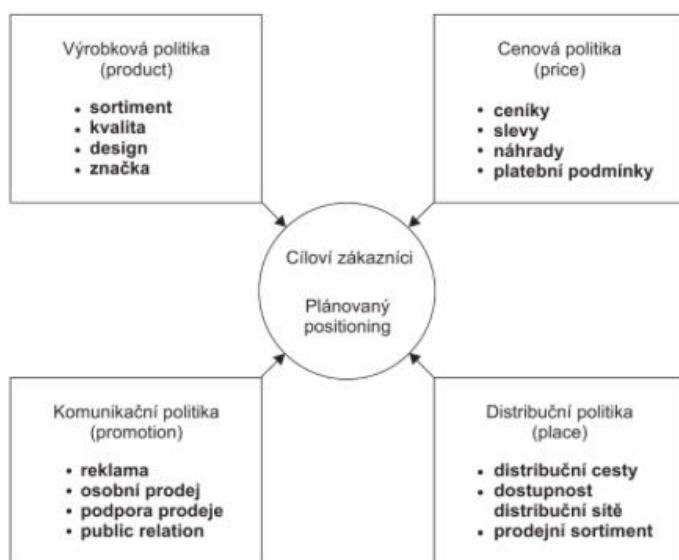 Výrobková politika
(product)
• sortiment
• kvalita
• design
• značka
Cenová politika
(price)
• ceníky
• slevy
• náhrady
• platební podmínky
Cíloví zákazníci
Plánovaný
positioning
Komunikační politika
(promotion)
• reklama
• osobní prodej
• podpora prodeje
• public relation
Distribuční politika
(place)
• distribuční cesty
• dostupnost
distribuční sítě
• prodejní sortiment